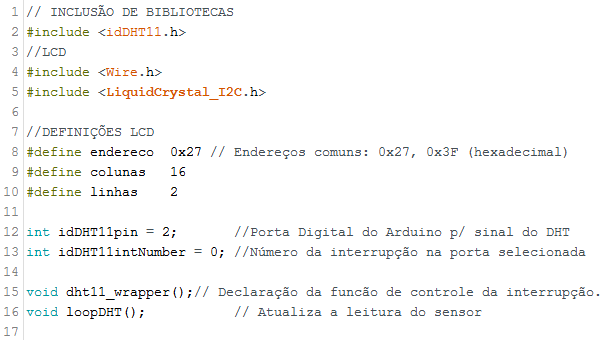 1 // INCLUSÃO DE BIBLIOTECAS
2 #include <idDHT11.h>
3 //LCD
4 #include <Wire.h>
5 #include <LiquidCrystal_I2C.h>
6
7 //DEFINIÇÕES LCD
8 #define endereco  0x27 // Endereços comuns: 0x27, 0x3F (hexadecimal)
9 #define colunas   16
10 #define linhas    2
11
12 int idDHT11pin = 2;       //Porta Digital do Arduino p/ sinal do DHT
13 int idDHT11intNumber = 0; //Número da interrupção na porta selecionada
14
15 void dht11_wrapper();// Declaração da funcão de controle da interrupção.
16 void loopDHT();           // Atualiza a leitura do sensor
17